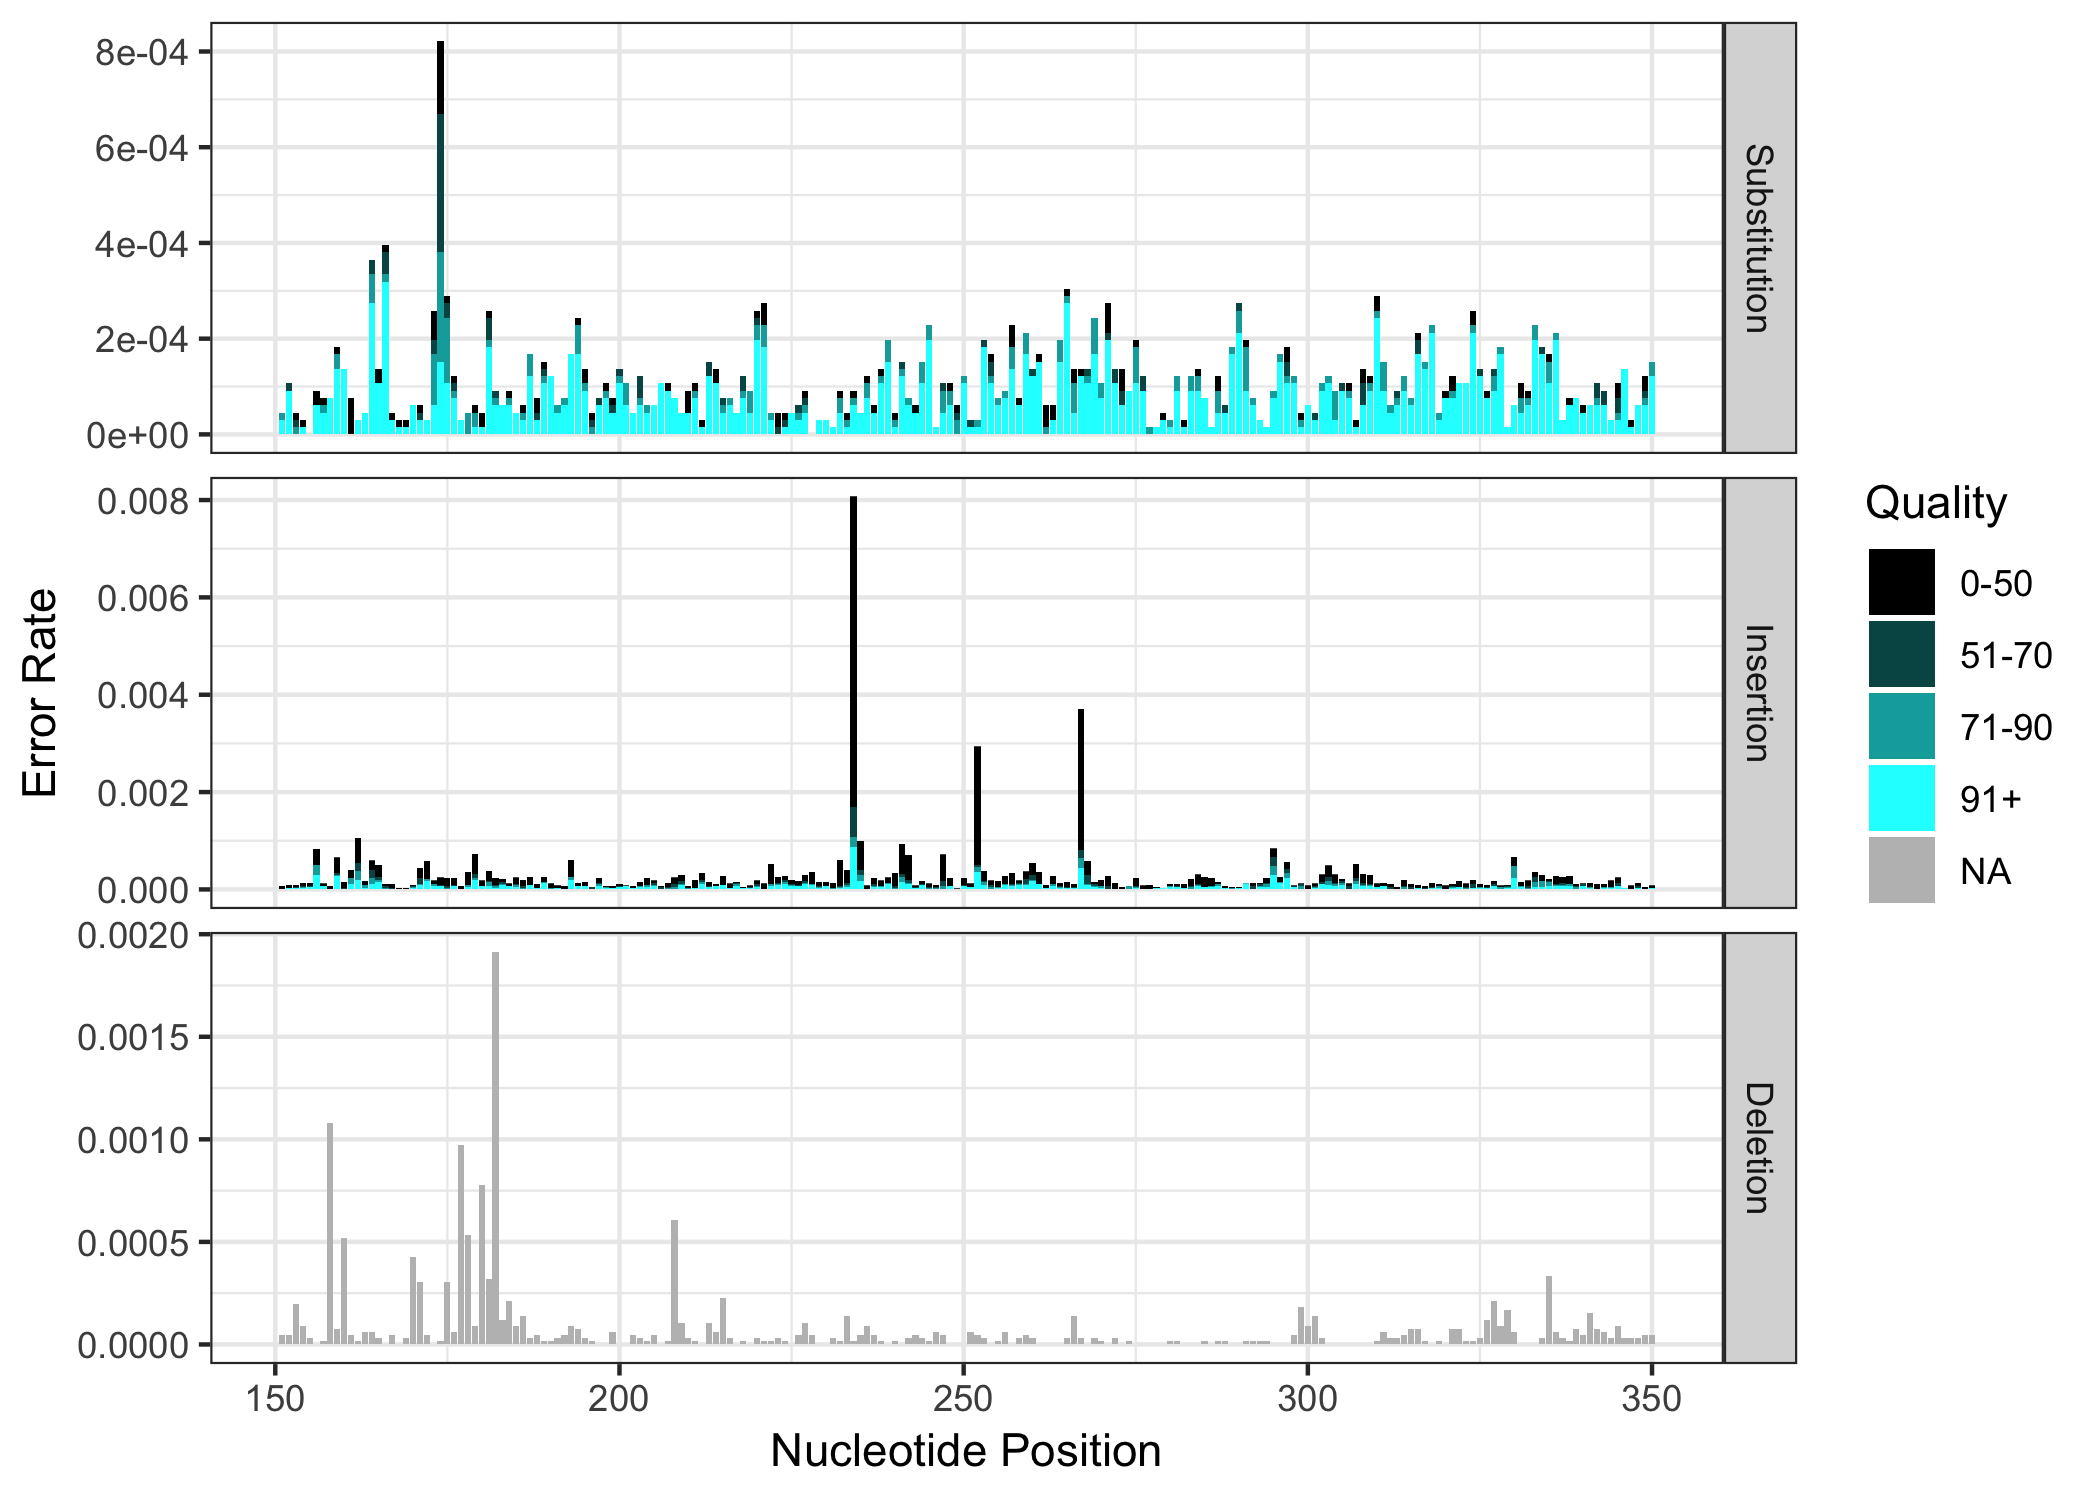 8e-04
6e-04
4e-04
2e-04
0e+00
Substitution
0.008
0.006
0.004
0.002
0.000
Insertion
0.0020
0.0015
0.0010
0.0005
0.0000
Deletion
150 200 250 300 350
Nucleotide Position
Error Rate
Quality
0-50
51-70
71-90
91+
NA